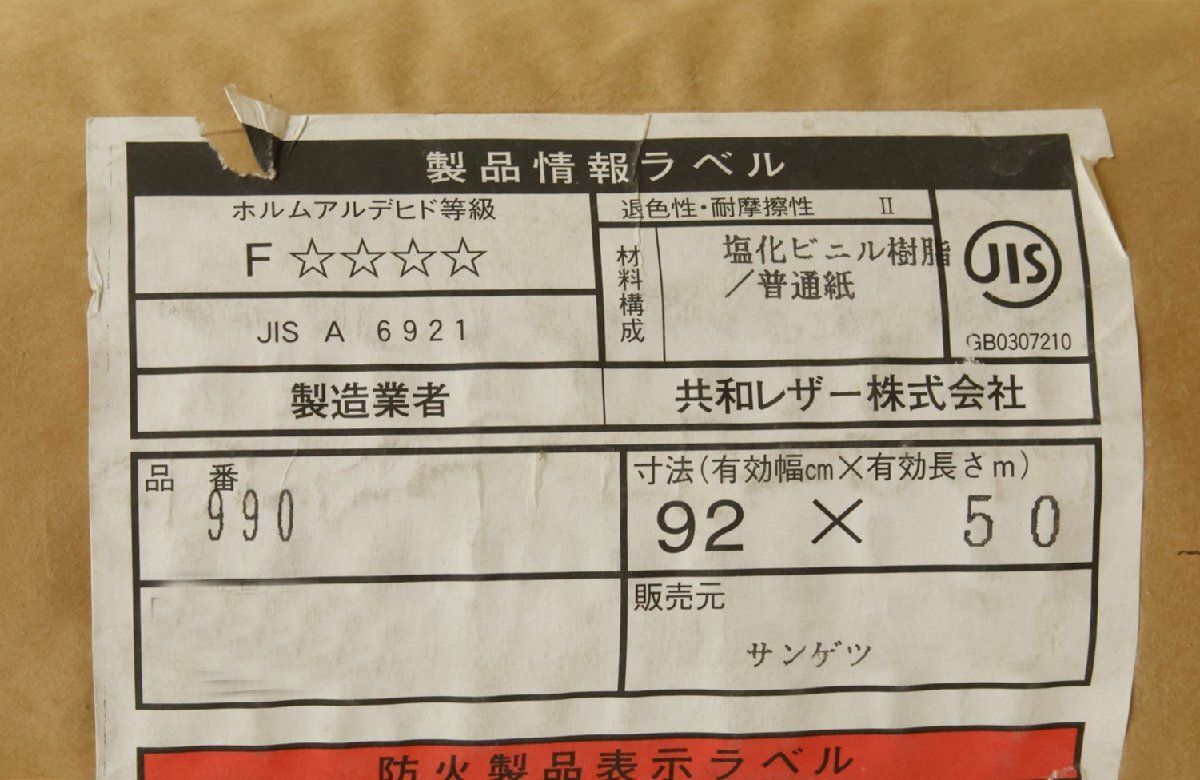 製品情報ラベル
ホルムアルデヒド等級
F☆☆☆☆
JIS A 6921
退色性・耐摩擦性 Ⅱ
材料構成
塩化ビニル樹脂
／普通紙
JIS
GB0307210
製造業者
共和レザー株式会社
品番
990
寸法(有効幅cm×有効長さm)
92 × 50
販売元
サンゲツ
防火製品表示ラベル